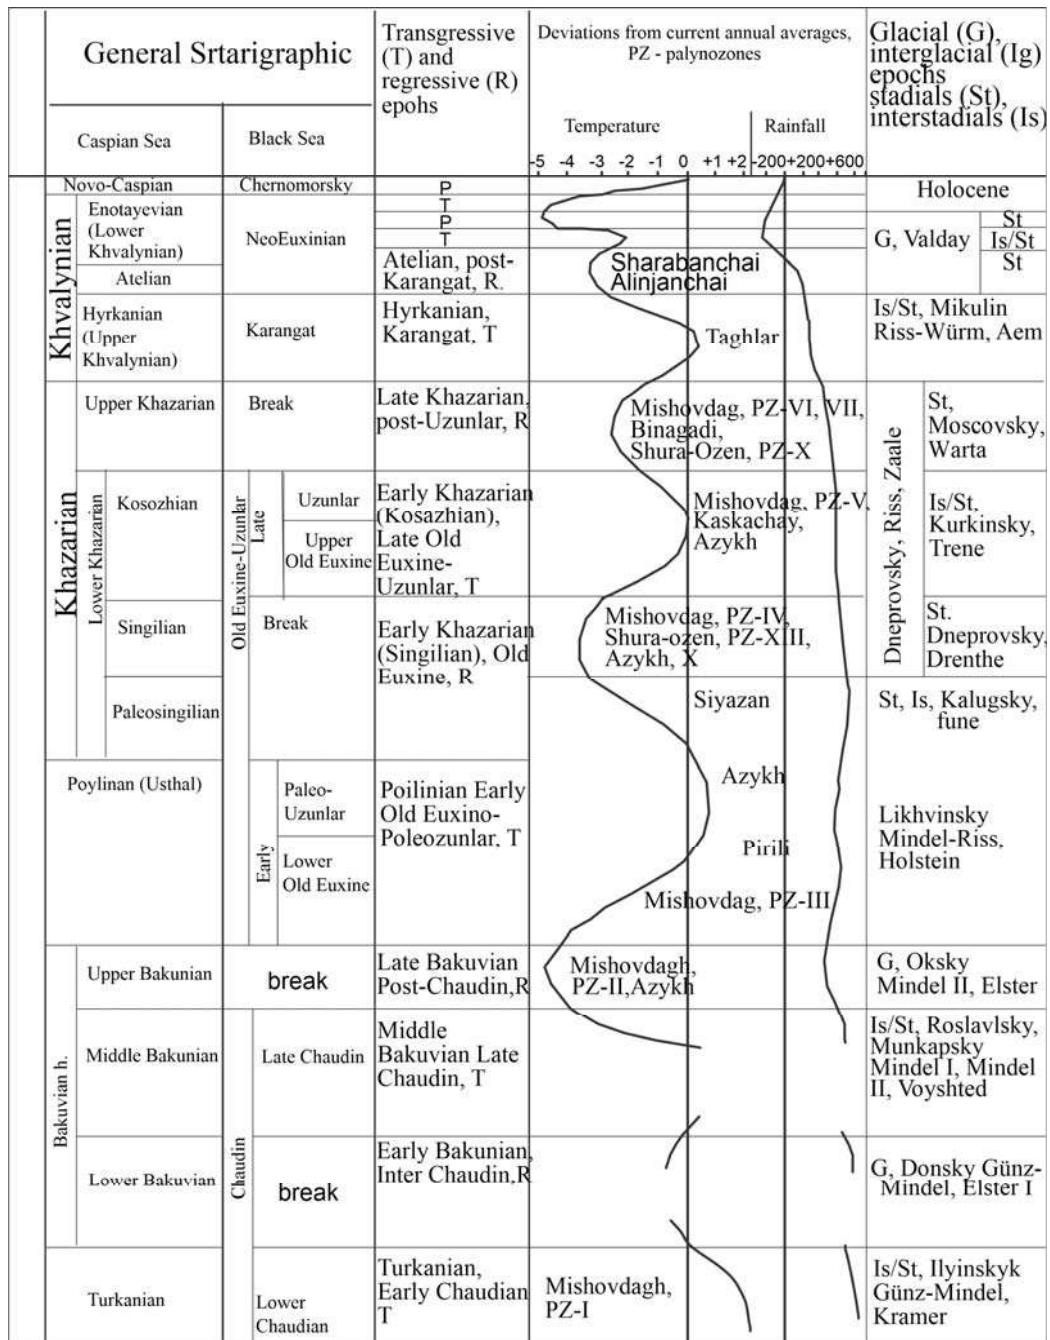 General Srtarigraphic
Transgressive
(T) and
regressive (R)
epohs
Deviations from current annual averages,
PZ - palynozones
Glacial (G),
interglacial (Ig)
epochs
stadials (St),
interstadials (Is)
Caspian Sea
Black Sea
Temperature
Rainfall
-5 -4 -3 -2 -1 0 +1 +2 -200 +200 +600
Novo-Caspian
Chernomorsky
P
Holocene
Khvalynian
Enotayevian
(Lower
Khvalynian)
NeoEuxinian
T
P
T
G, Valday
St
Is/St
St
Atelian
Atelian, post-
Karangat, R.
Sharabanchai
Alinjanchai
Hyrkanian
(Upper
Khvalynian)
Karangat
Hyrkanian,
Karangat, T
Taghlar
Is/St, Mikulin
Riss-Würm, Aem
Khazarian
Upper Khazarian
Break
Late Khazarian,
post-Uzunlar, R
Mishovdag, PZ-VI, VII,
Binagadi,
Shura-Ozen, PZ-X
Dneprovsky, Riss, Zaale
St,
Moscovsky,
Warta
Lower Khazarian
Kosozhian
Old Euxine-Uzunlar
Late
Uzunlar
Upper
Old Euxine
Early Khazarian
(Kosazhian),
Late Old
Euxine-
Uzunlar, T
Mishovdag, PZ-V,
Kaskachay,
Azykh
Is/St,
Kurkinsky,
Trene
Singilian
Break
Early Khazarian
(Singilian), Old
Euxine, R
Mishovdag, PZ-IV,
Shura-ozen, PZ-XIII,
Azykh, X
St.
Dneprovsky,
Drenthe
Paleosingilian
Siyazan
St, Is, Kalugsky,
fune
Poylinan (Usthal)
Early
Paleo-
Uzunlar
Lower
Old Euxine
Poilinian Early
Old Euxino-
Poleozunlar, T
Azykh
Pirili
Mishovdag, PZ-III
Likhvinsky
Mindel-Riss,
Holstein
Bakuvian h.
Upper Bakunian
break
Late Bakuvian
Post-Chaudin,R
Mishovdagh,
PZ-II,Azykh
G, Oksky
Mindel II, Elster
Middle Bakunian
Chaudin
Late Chaudin
Middle
Bakuvian Late
Chaudin, T
Is/St, Roslavlsky,
Munkapsky
Mindel I, Mindel
II, Voyshted
Lower Bakuvian
break
Early Bakunian,
Inter Chaudin,R
G, Donsky Günz-
Mindel, Elster I
Turkanian
Lower
Chaudian
Turkanian,
Early Chaudian
T
Mishovdagh,
PZ-I
Is/St, Ilyinskyk
Günz-Mindel,
Kramer